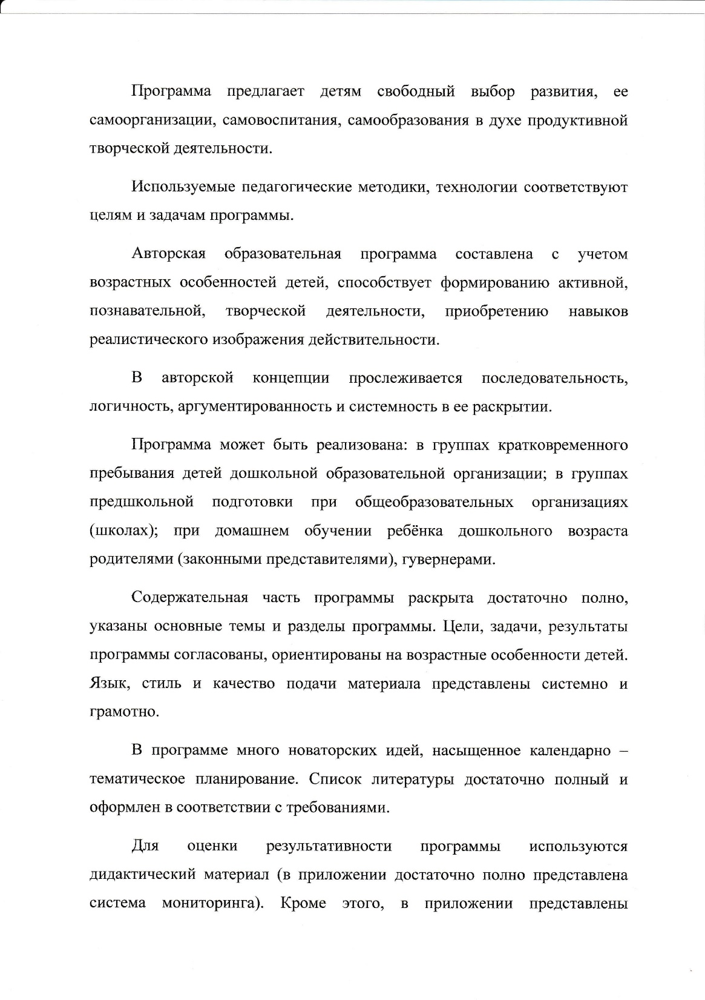 Программа предлагает детям свободный выбор развития, ее
самоорганизации, самовоспитания, самообразования в духе продуктивной
творческой деятельности.
Используемые педагогические методики, технологии соответствуют
целям и задачам программы.
Авторская образовательная программа составлена с учетом
возрастных особенностей детей, способствует формированию активной,
познавательной, творческой деятельности, приобретению навыков
реалистического изображения действительности.
В авторской концепции прослеживается последовательность,
логичность, аргументированность и системность в ее раскрытии.
Программа может быть реализована: в группах кратковременного
пребывания детей дошкольной образовательной организации; в группах
предшкольной подготовки при общеобразовательных организациях
(школах); при домашнем обучении ребёнка дошкольного возраста
родителями (законными представителями), гувернерами.
Содержательная часть программы раскрыта достаточно полно,
указаны основные темы и разделы программы. Цели, задачи, результаты
программы согласованы, ориентированы на возрастные особенности детей.
Язык, стиль и качество подачи материала представлены системно и
грамотно.
В программе много новаторских идей, насыщенное календарно –
тематическое планирование. Список литературы достаточно полный и
оформлен в соответствии с требованиями.
Для оценки результативности программы используются
дидактический материал (в приложении достаточно полно представлена
система мониторинга). Кроме этого, в приложении представлены